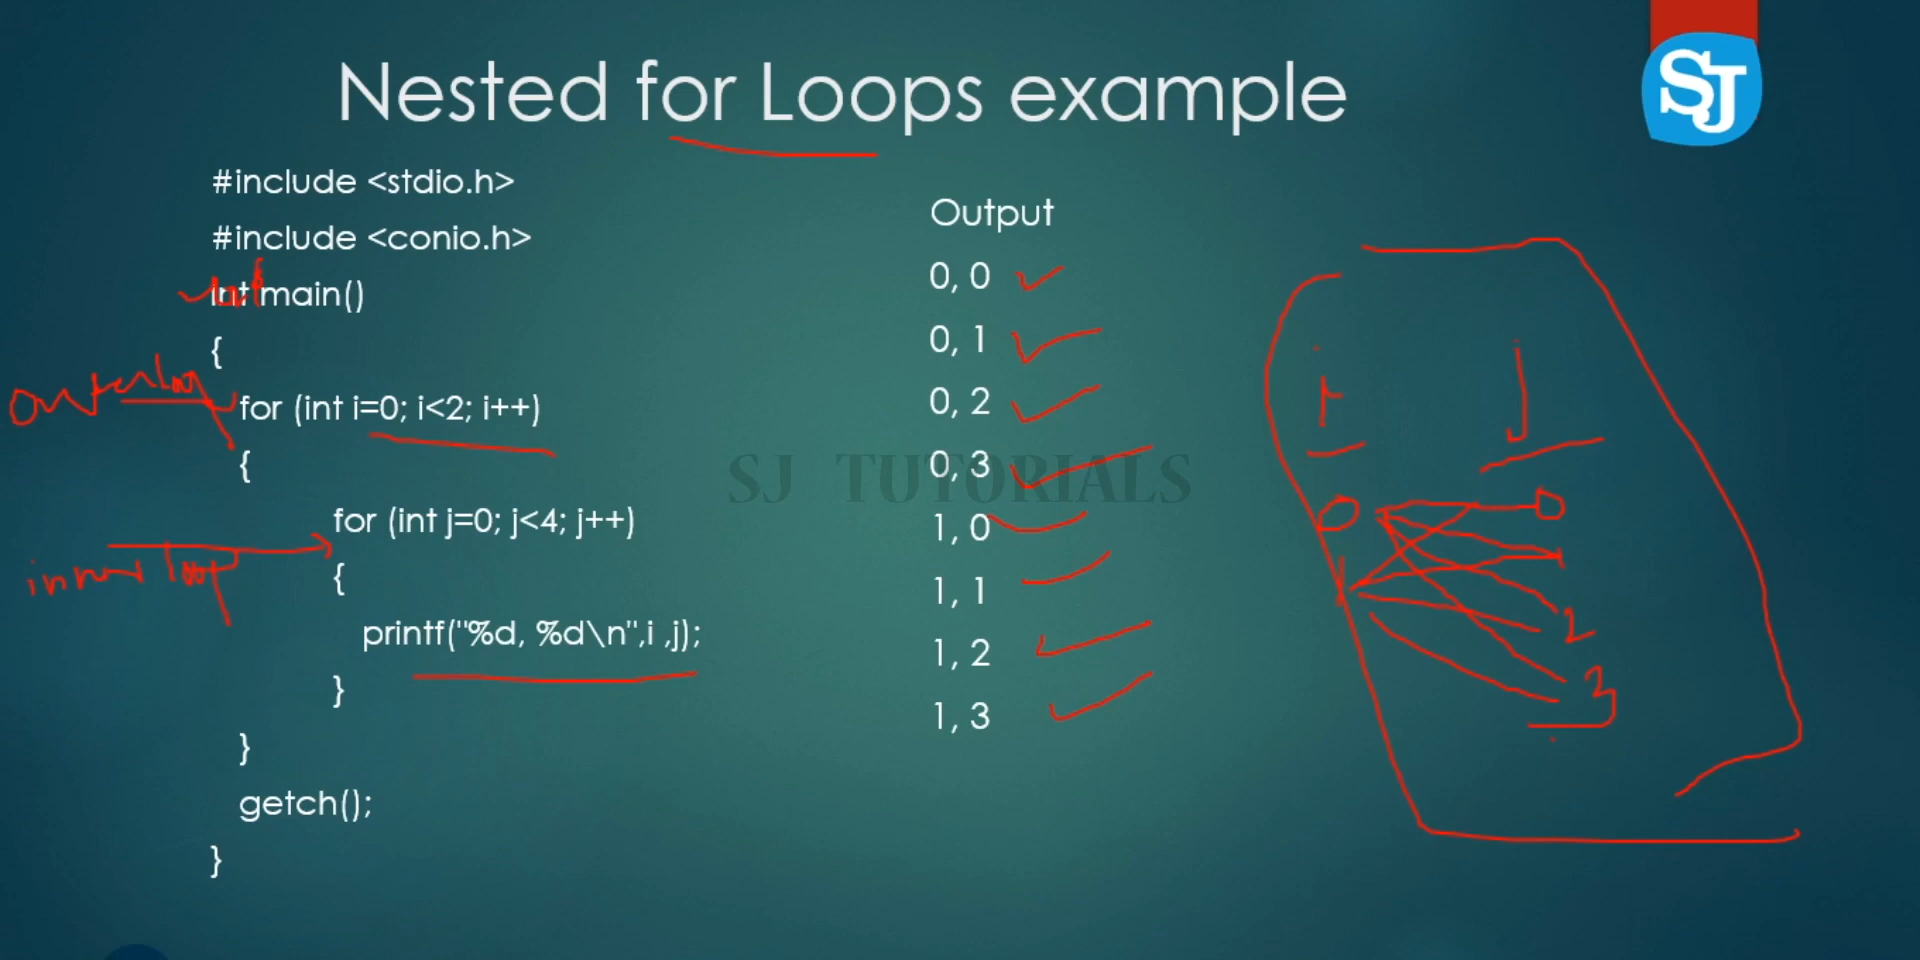 Nested for Loops example
SJ
#include <stdio.h>
#include <conio.h>
int main()
{
for (int i=0; i<2; i++)
{
for (int j=0; j<4; j++)
{
printf("%d, %d\n",i ,j);
}
}
getch();
}
outerloop
inner loop
Output
0, 0
0, 1
0, 2
0, 3
1, 0
1, 1
1, 2
1, 3
SJ TUTORIALS
i j
0 0
1 1
2
3